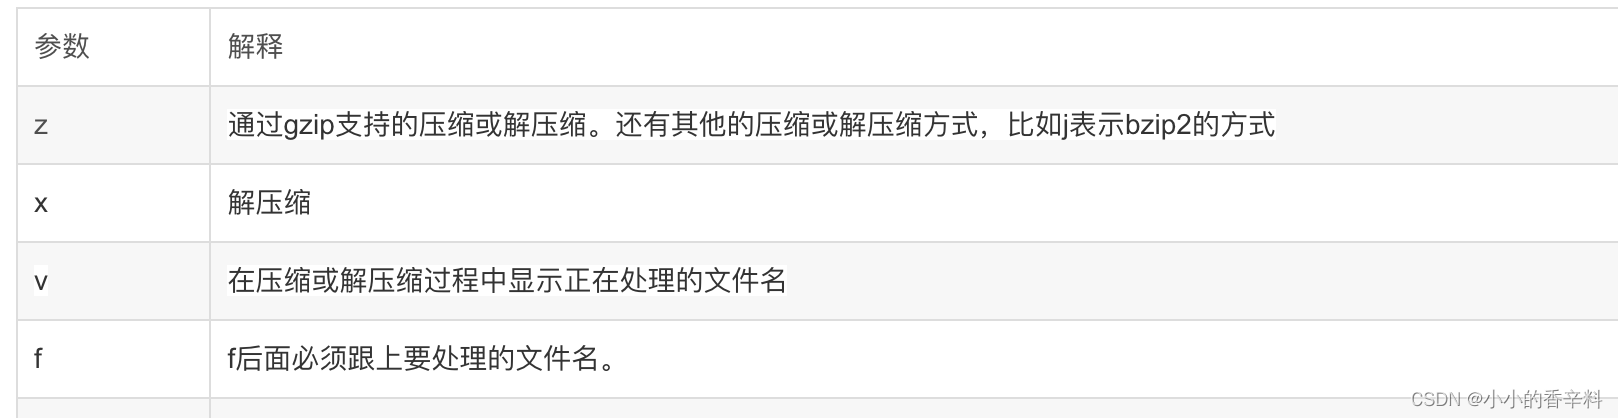 参数 解释
z 通过gzip支持的压缩或解压缩。还有其他的压缩或解压缩方式，比如j表示bzip2的方式
x 解压缩
v 在压缩或解压缩过程中显示正在处理的文件名
f f后面必须跟上要处理的文件名。
CSDN @小小的香辛料